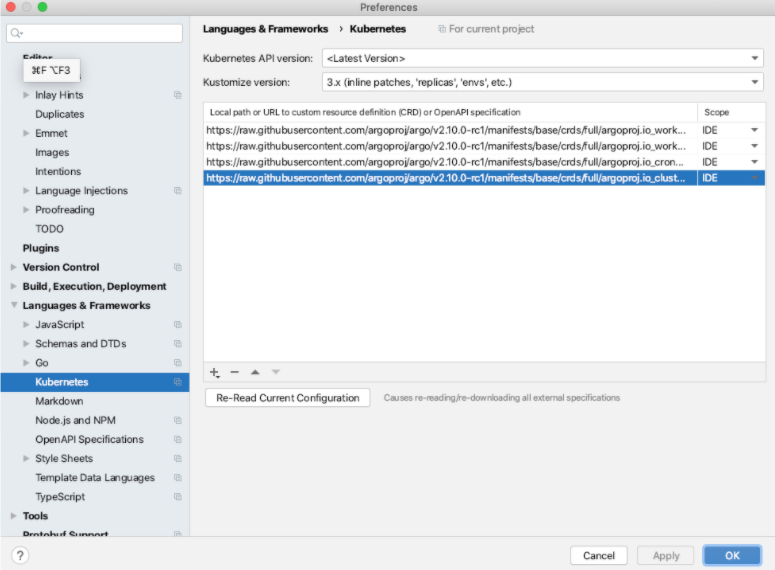 Preferences
Languages & Frameworks › Kubernetes For current project
Editor
⌘F ⌥F3
Inlay Hints
Duplicates
Emmet
Images
Intentions
Language Injections
Proofreading
TODO
Plugins
Version Control
Build, Execution, Deployment
Languages & Frameworks
JavaScript
Schemas and DTDs
Go
Kubernetes
Markdown
Node.js and NPM
OpenAPI Specifications
Style Sheets
Template Data Languages
TypeScript
Tools
Protobuf Support
Kubernetes API version: <Latest Version>
Kustomize version: 3.x (inline patches, 'replicas', 'envs', etc.)
Local path or URL to custom resource definition (CRD) or OpenAPI specification Scope
https://raw.githubusercontent.com/argoproj/argo/v2.10.0-rc1/manifests/base/crds/full/argoproj.io_work... IDE
https://raw.githubusercontent.com/argoproj/argo/v2.10.0-rc1/manifests/base/crds/full/argoproj.io_work... IDE
https://raw.githubusercontent.com/argoproj/argo/v2.10.0-rc1/manifests/base/crds/full/argoproj.io_cron... IDE
https://raw.githubusercontent.com/argoproj/argo/v2.10.0-rc1/manifests/base/crds/full/argoproj.io_clust... IDE
Re-Read Current Configuration Causes re-reading/re-downloading all external specifications
? Cancel Apply OK